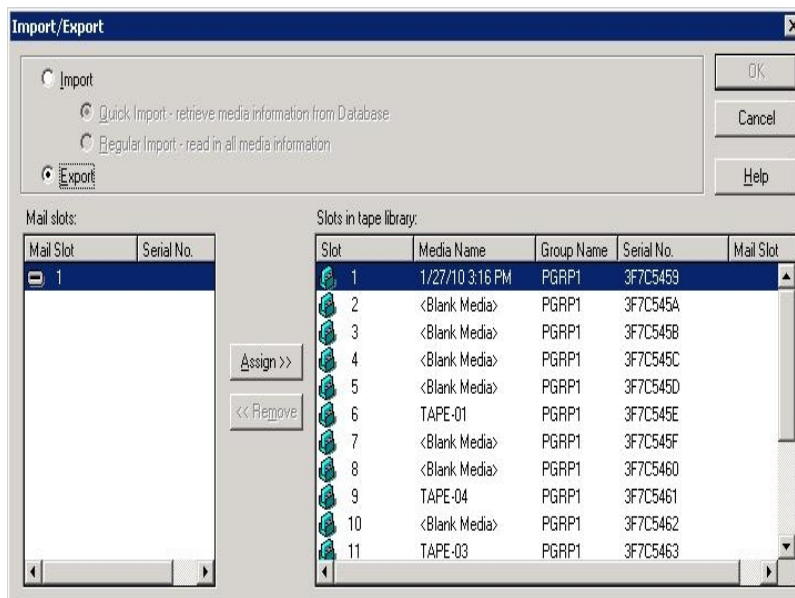 Import/Export
Import
Quick Import - retrieve media information from Database
Regular Import - read in all media information
Export
OK
Cancel
Help
Mail slots:
Mail Slot Serial No.
1
Assign >>
<< Remove
Slots in tape library:
Slot Media Name Group Name Serial No. Mail Slot
1 1/27/10 3:16 PM PGRP1 3F7C5459
2 <Blank Media> PGRP1 3F7C545A
3 <Blank Media> PGRP1 3F7C545B
4 <Blank Media> PGRP1 3F7C545C
5 <Blank Media> PGRP1 3F7C545D
6 TAPE-01 PGRP1 3F7C545E
7 <Blank Media> PGRP1 3F7C545F
8 <Blank Media> PGRP1 3F7C5460
9 TAPE-04 PGRP1 3F7C5461
10 <Blank Media> PGRP1 3F7C5462
11 TAPE-03 PGRP1 3F7C5463